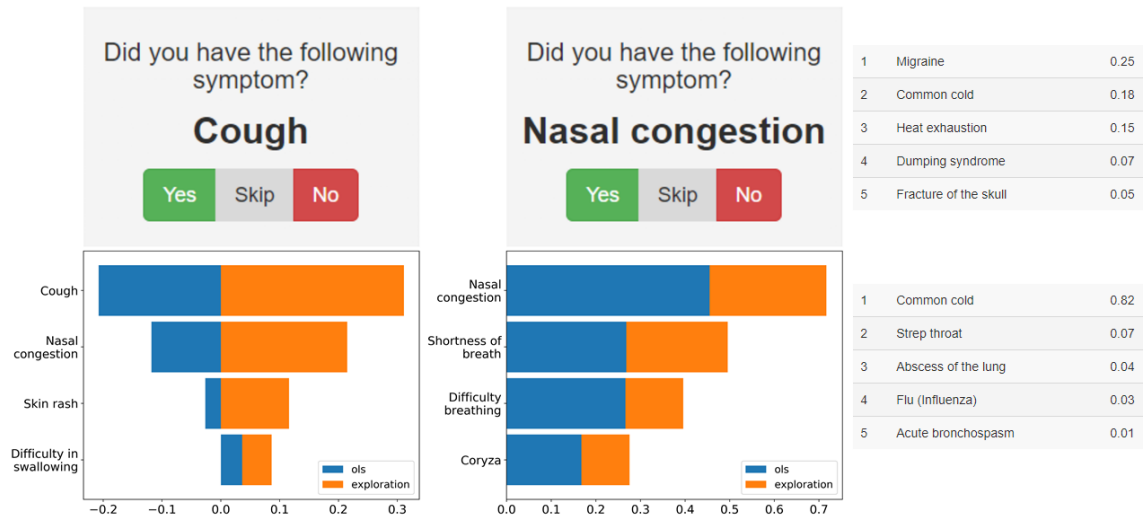 Did you have the following
symptom?
Cough
Yes Skip No
Did you have the following
symptom?
Nasal congestion
Yes Skip No
1 Migraine 0.25
2 Common cold 0.18
3 Heat exhaustion 0.15
4 Dumping syndrome 0.07
5 Fracture of the skull 0.05
Cough
Nasal
congestion
Skin rash
Difficulty in
swallowing
ols
exploration
−0.2 −0.1 0.0 0.1 0.2 0.3
Nasal
congestion
Shortness of
breath
Difficulty
breathing
Coryza
ols
exploration
0.0 0.1 0.2 0.3 0.4 0.5 0.6 0.7
1 Common cold 0.82
2 Strep throat 0.07
3 Abscess of the lung 0.04
4 Flu (Influenza) 0.03
5 Acute bronchospasm 0.01